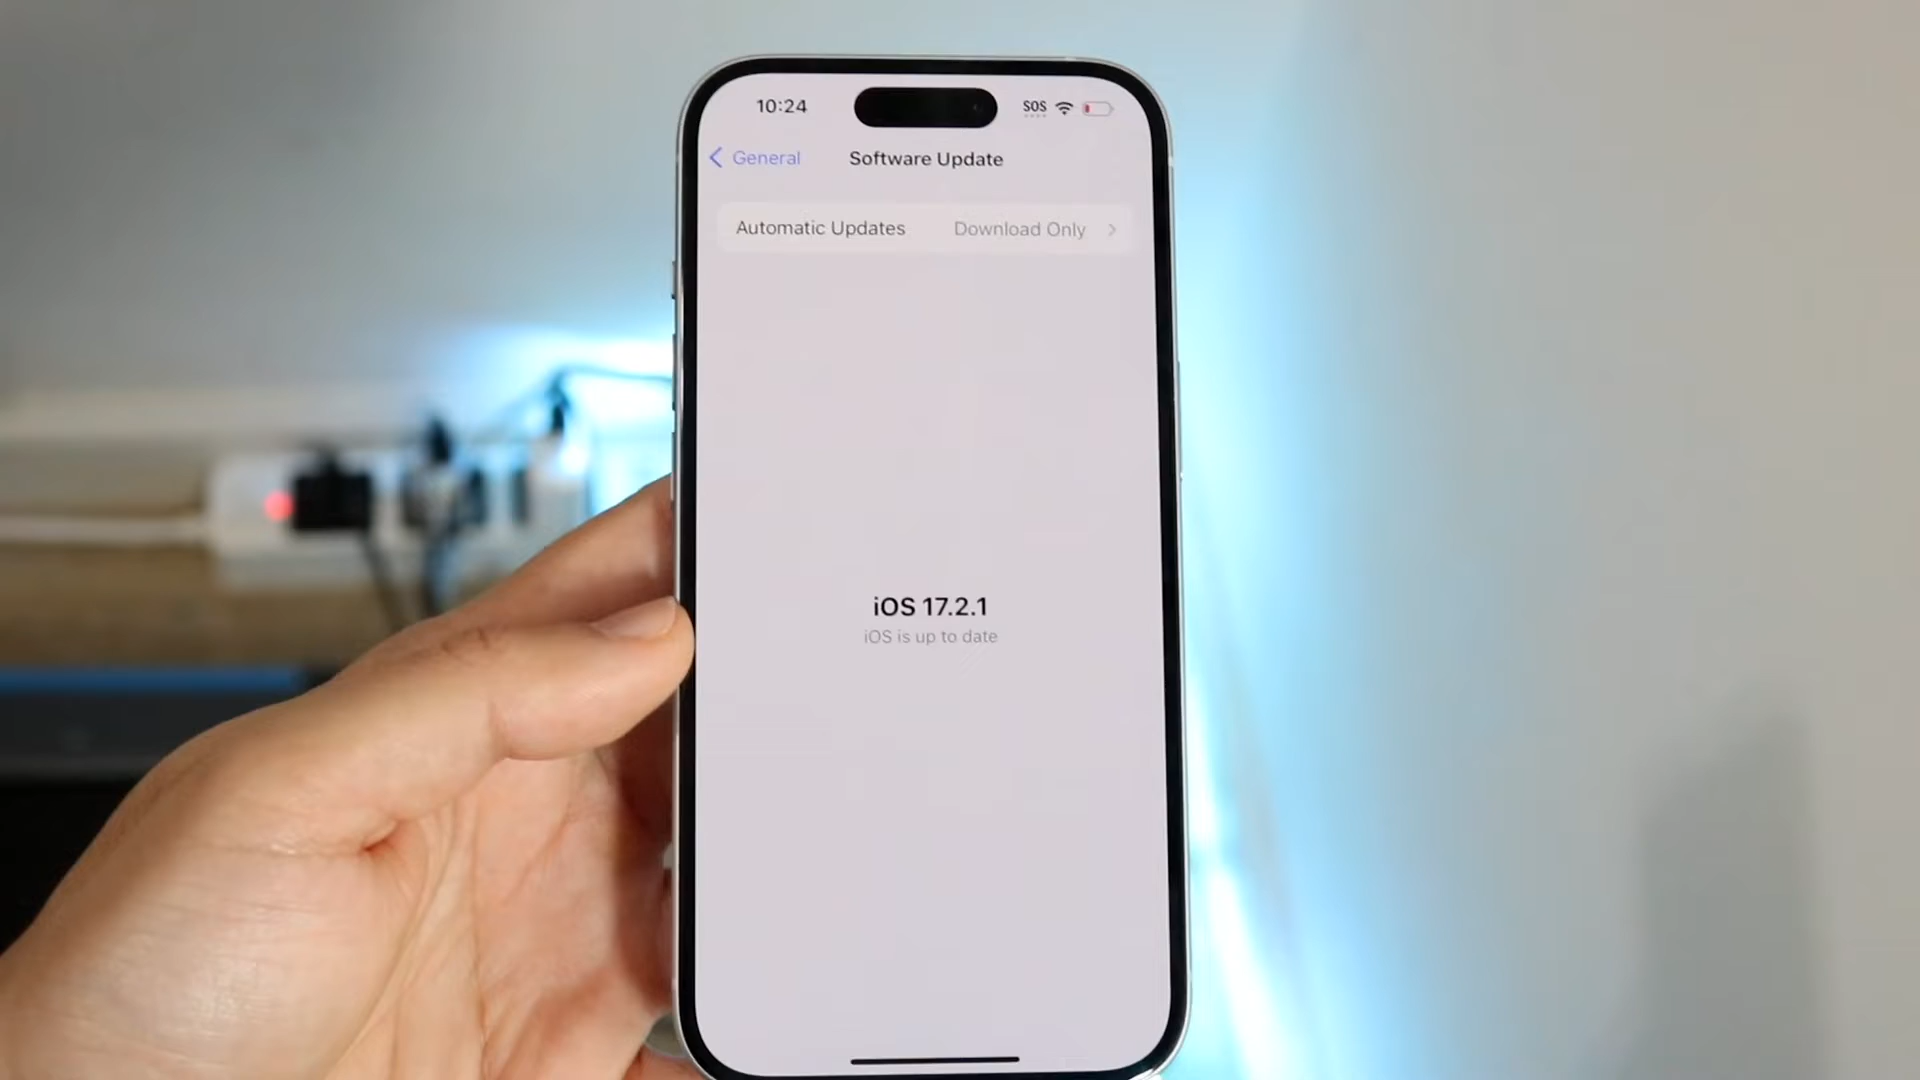 10:24
SOS
General
Software Update
Automatic Updates
Download Only
iOS 17.2.1
iOS is up to date